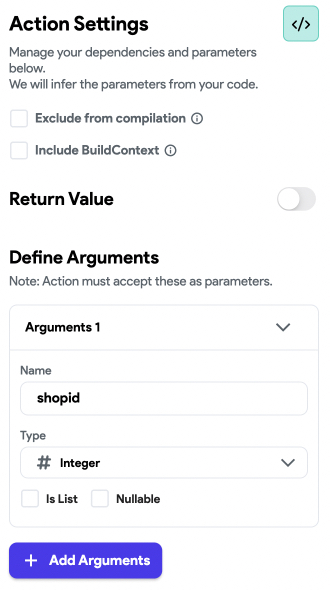 Action Settings
</>
Manage your dependencies and parameters
below.
We will infer the parameters from your code.
Exclude from compilation
Include BuildContext
Return Value
Define Arguments
Note: Action must accept these as parameters.
Arguments 1
Name
shopid
Type
# Integer
Is List Nullable
+ Add Arguments